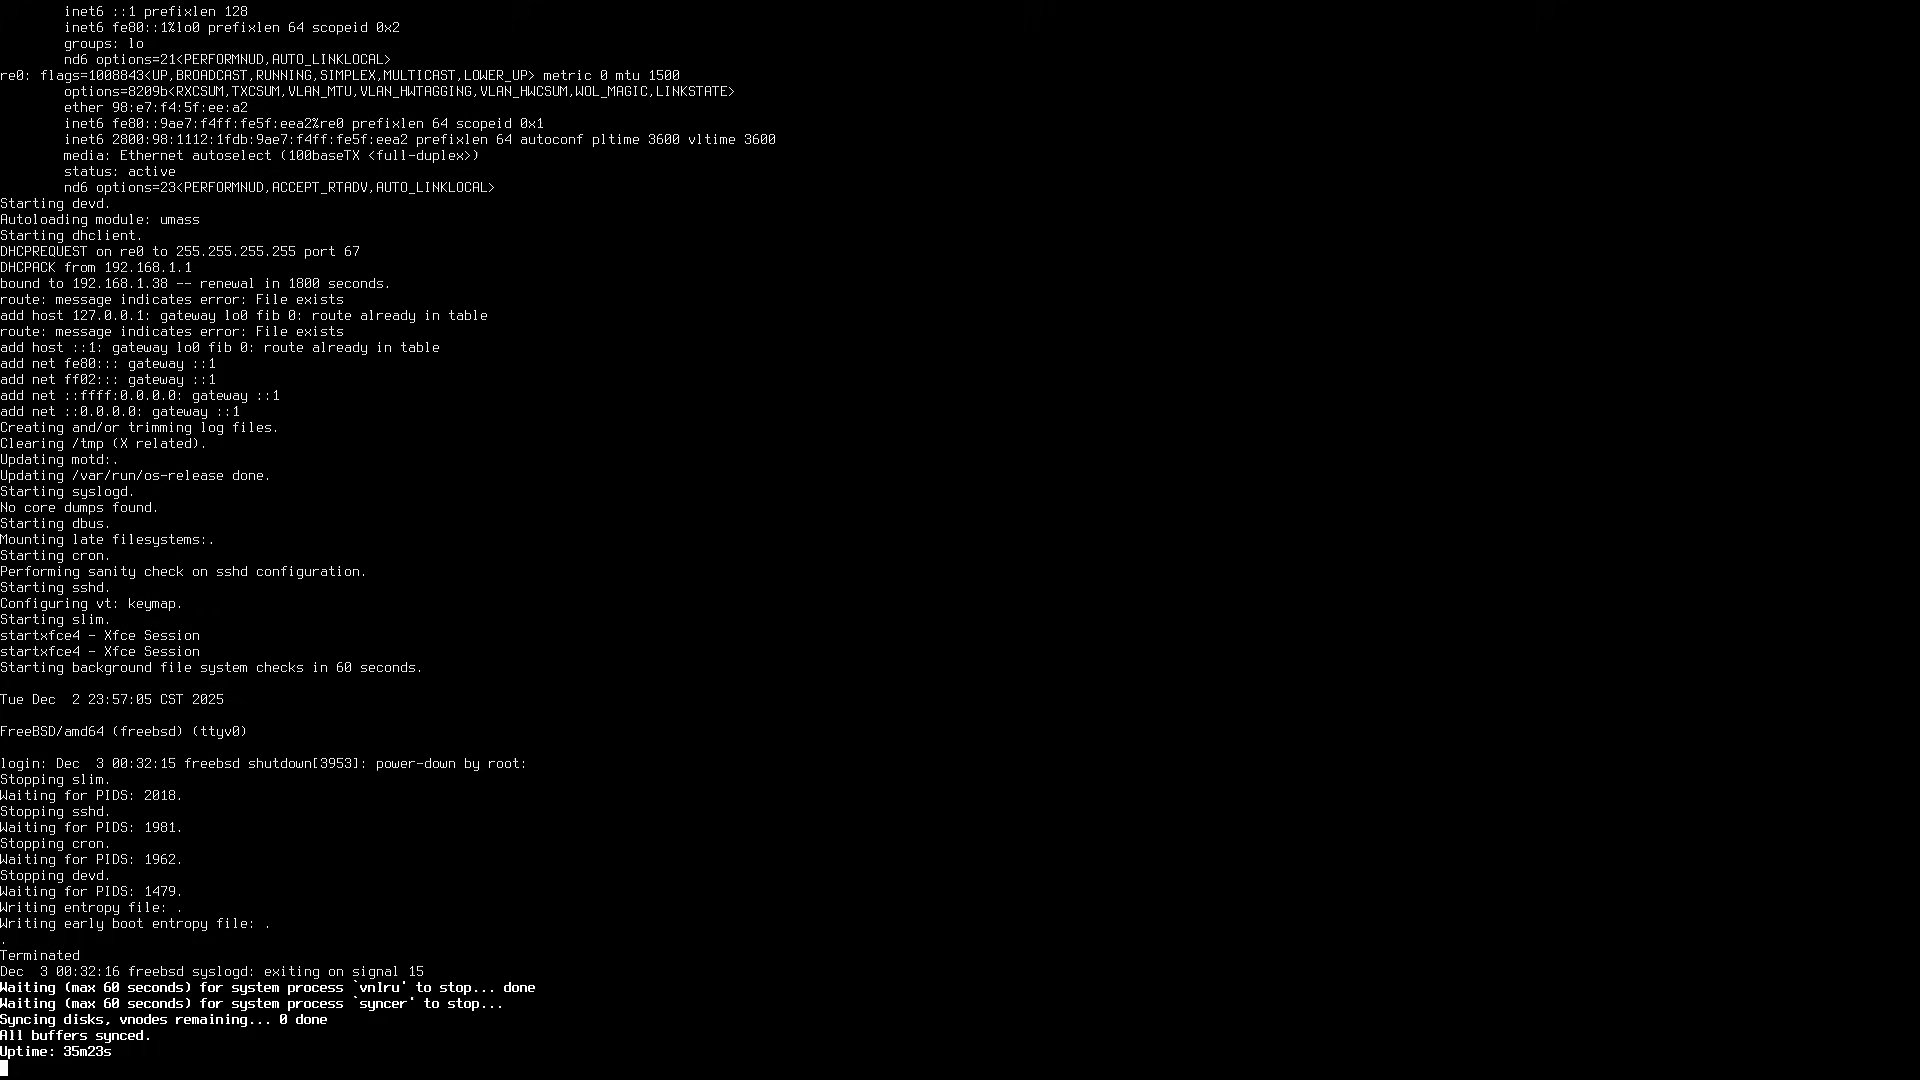 inet6 ::1 prefixlen 128
inet6 fe80::1%lo0 prefixlen 64 scopeid 0x2
groups: lo
nd6 options=21<PERFORMNUD,AUTO_LINKLOCAL>
re0: flags=1008843<UP,BROADCAST,RUNNING,SIMPLEX,MULTICAST,LOWER_UP> metric 0 mtu 1500
options=8209b<RXCSUM,TXCSUM,VLAN_MTU,VLAN_HWTAGGING,VLAN_HWCSUM,WOL_MAGIC,LINKSTATE>
ether 98:e7:f4:5f:ee:a2
inet6 fe80::9ae7:f4ff:fe5f:eea2%re0 prefixlen 64 scopeid 0x1
inet6 2800:98:1112:1fdb:9ae7:f4ff:fe5f:eea2 prefixlen 64 autoconf pltime 3600 vltime 3600
media: Ethernet autoselect (100baseTX <full-duplex>)
status: active
nd6 options=23<PERFORMNUD,ACCEPT_RTADV,AUTO_LINKLOCAL>
Starting devd.
Autoloading module: umass
Starting dhclient.
DHCPREQUEST on re0 to 255.255.255.255 port 67
DHCPACK from 192.168.1.1
bound to 192.168.1.38 -- renewal in 1800 seconds.
route: message indicates error: File exists
add host 127.0.0.1: gateway lo0 fib 0: route already in table
route: message indicates error: File exists
add host ::1: gateway lo0 fib 0: route already in table
add net fe80::: gateway ::1
add net ff02::: gateway ::1
add net ::ffff:0.0.0.0: gateway ::1
add net ::0.0.0.0: gateway ::1
Creating and/or trimming log files.
Clearing /tmp (X related).
Updating motd:.
Updating /var/run/os-release done.
Starting syslogd.
No core dumps found.
Starting dbus.
Mounting late filesystems:.
Starting cron.
Performing sanity check on sshd configuration.
Starting sshd.
Configuring vt: keymap.
Starting slim.
startxfce4 - Xfce Session
startxfce4 - Xfce Session
Starting background file system checks in 60 seconds.
Tue Dec  2 23:57:05 CST 2025
FreeBSD/amd64 (freebsd) (ttyv0)
login: Dec  3 00:32:15 freebsd shutdown[3953]: power-down by root:
Stopping slim.
Waiting for PIDS: 2018.
Stopping sshd.
Waiting for PIDS: 1981.
Stopping cron.
Waiting for PIDS: 1962.
Stopping devd.
Waiting for PIDS: 1479.
Writing entropy file: .
Writing early boot entropy file: .
.
Terminated
Dec  3 00:32:16 freebsd syslogd: exiting on signal 15
Waiting (max 60 seconds) for system process `vnlru' to stop... done
Waiting (max 60 seconds) for system process `syncer' to stop...
Syncing disks, vnodes remaining... 0 done
All buffers synced.
Uptime: 35m23s